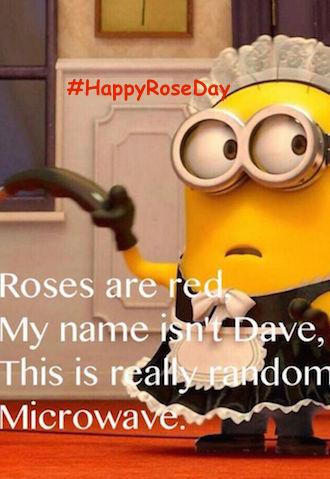 #HappyRoseDay
Roses are red,
My name isn't Dave,
This is really random
Microwave.